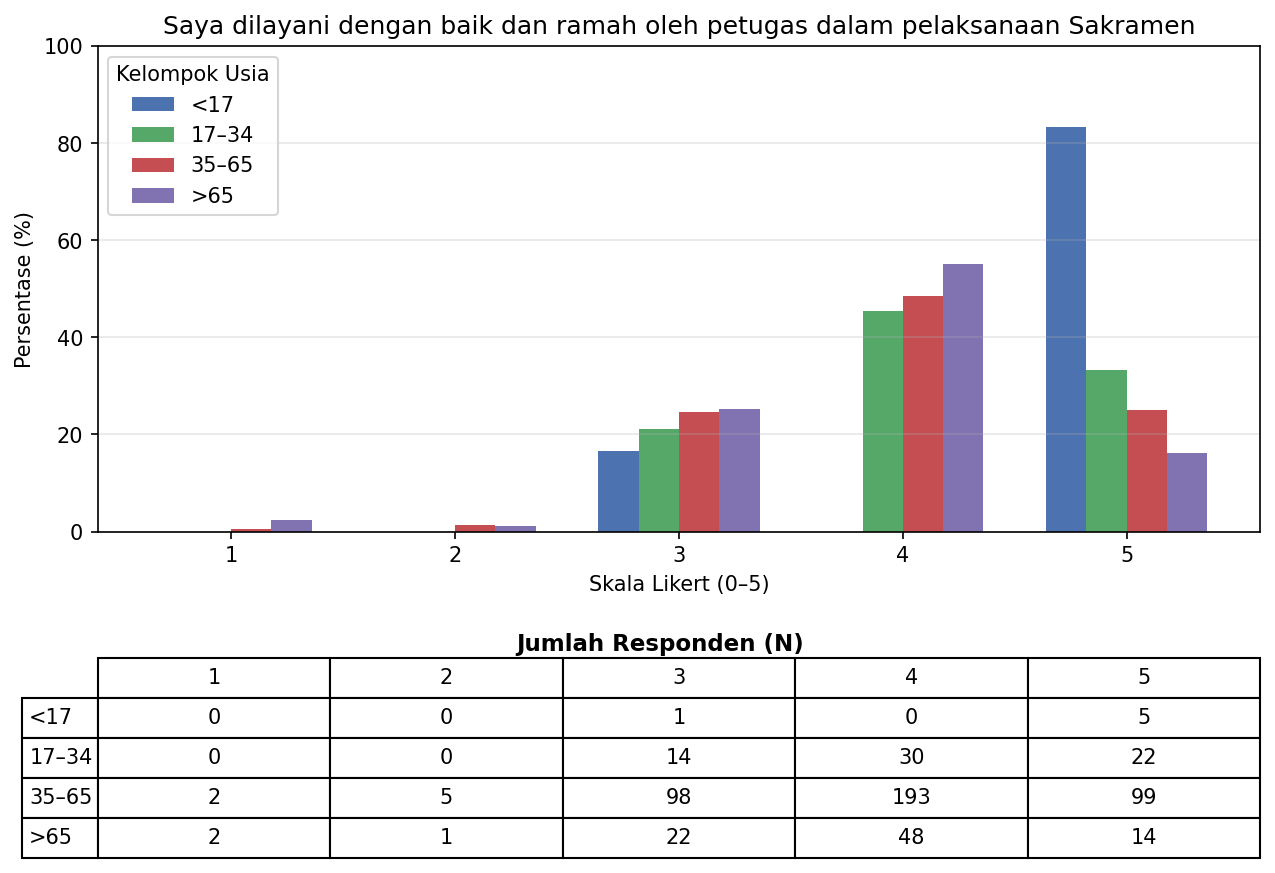 Saya dilayani dengan baik dan ramah oleh petugas dalam pelaksanaan Sakramen
Kelompok Usia
<17
17–34
35–65
>65
Persentase (%)
100
80
60
40
20
0
1 2 3 4 5
Skala Likert (0–5)
Jumlah Responden (N)
1 2 3 4 5
<17 0 0 1 0 5
17–34 0 0 14 30 22
35–65 2 5 98 193 99
>65 2 1 22 48 14